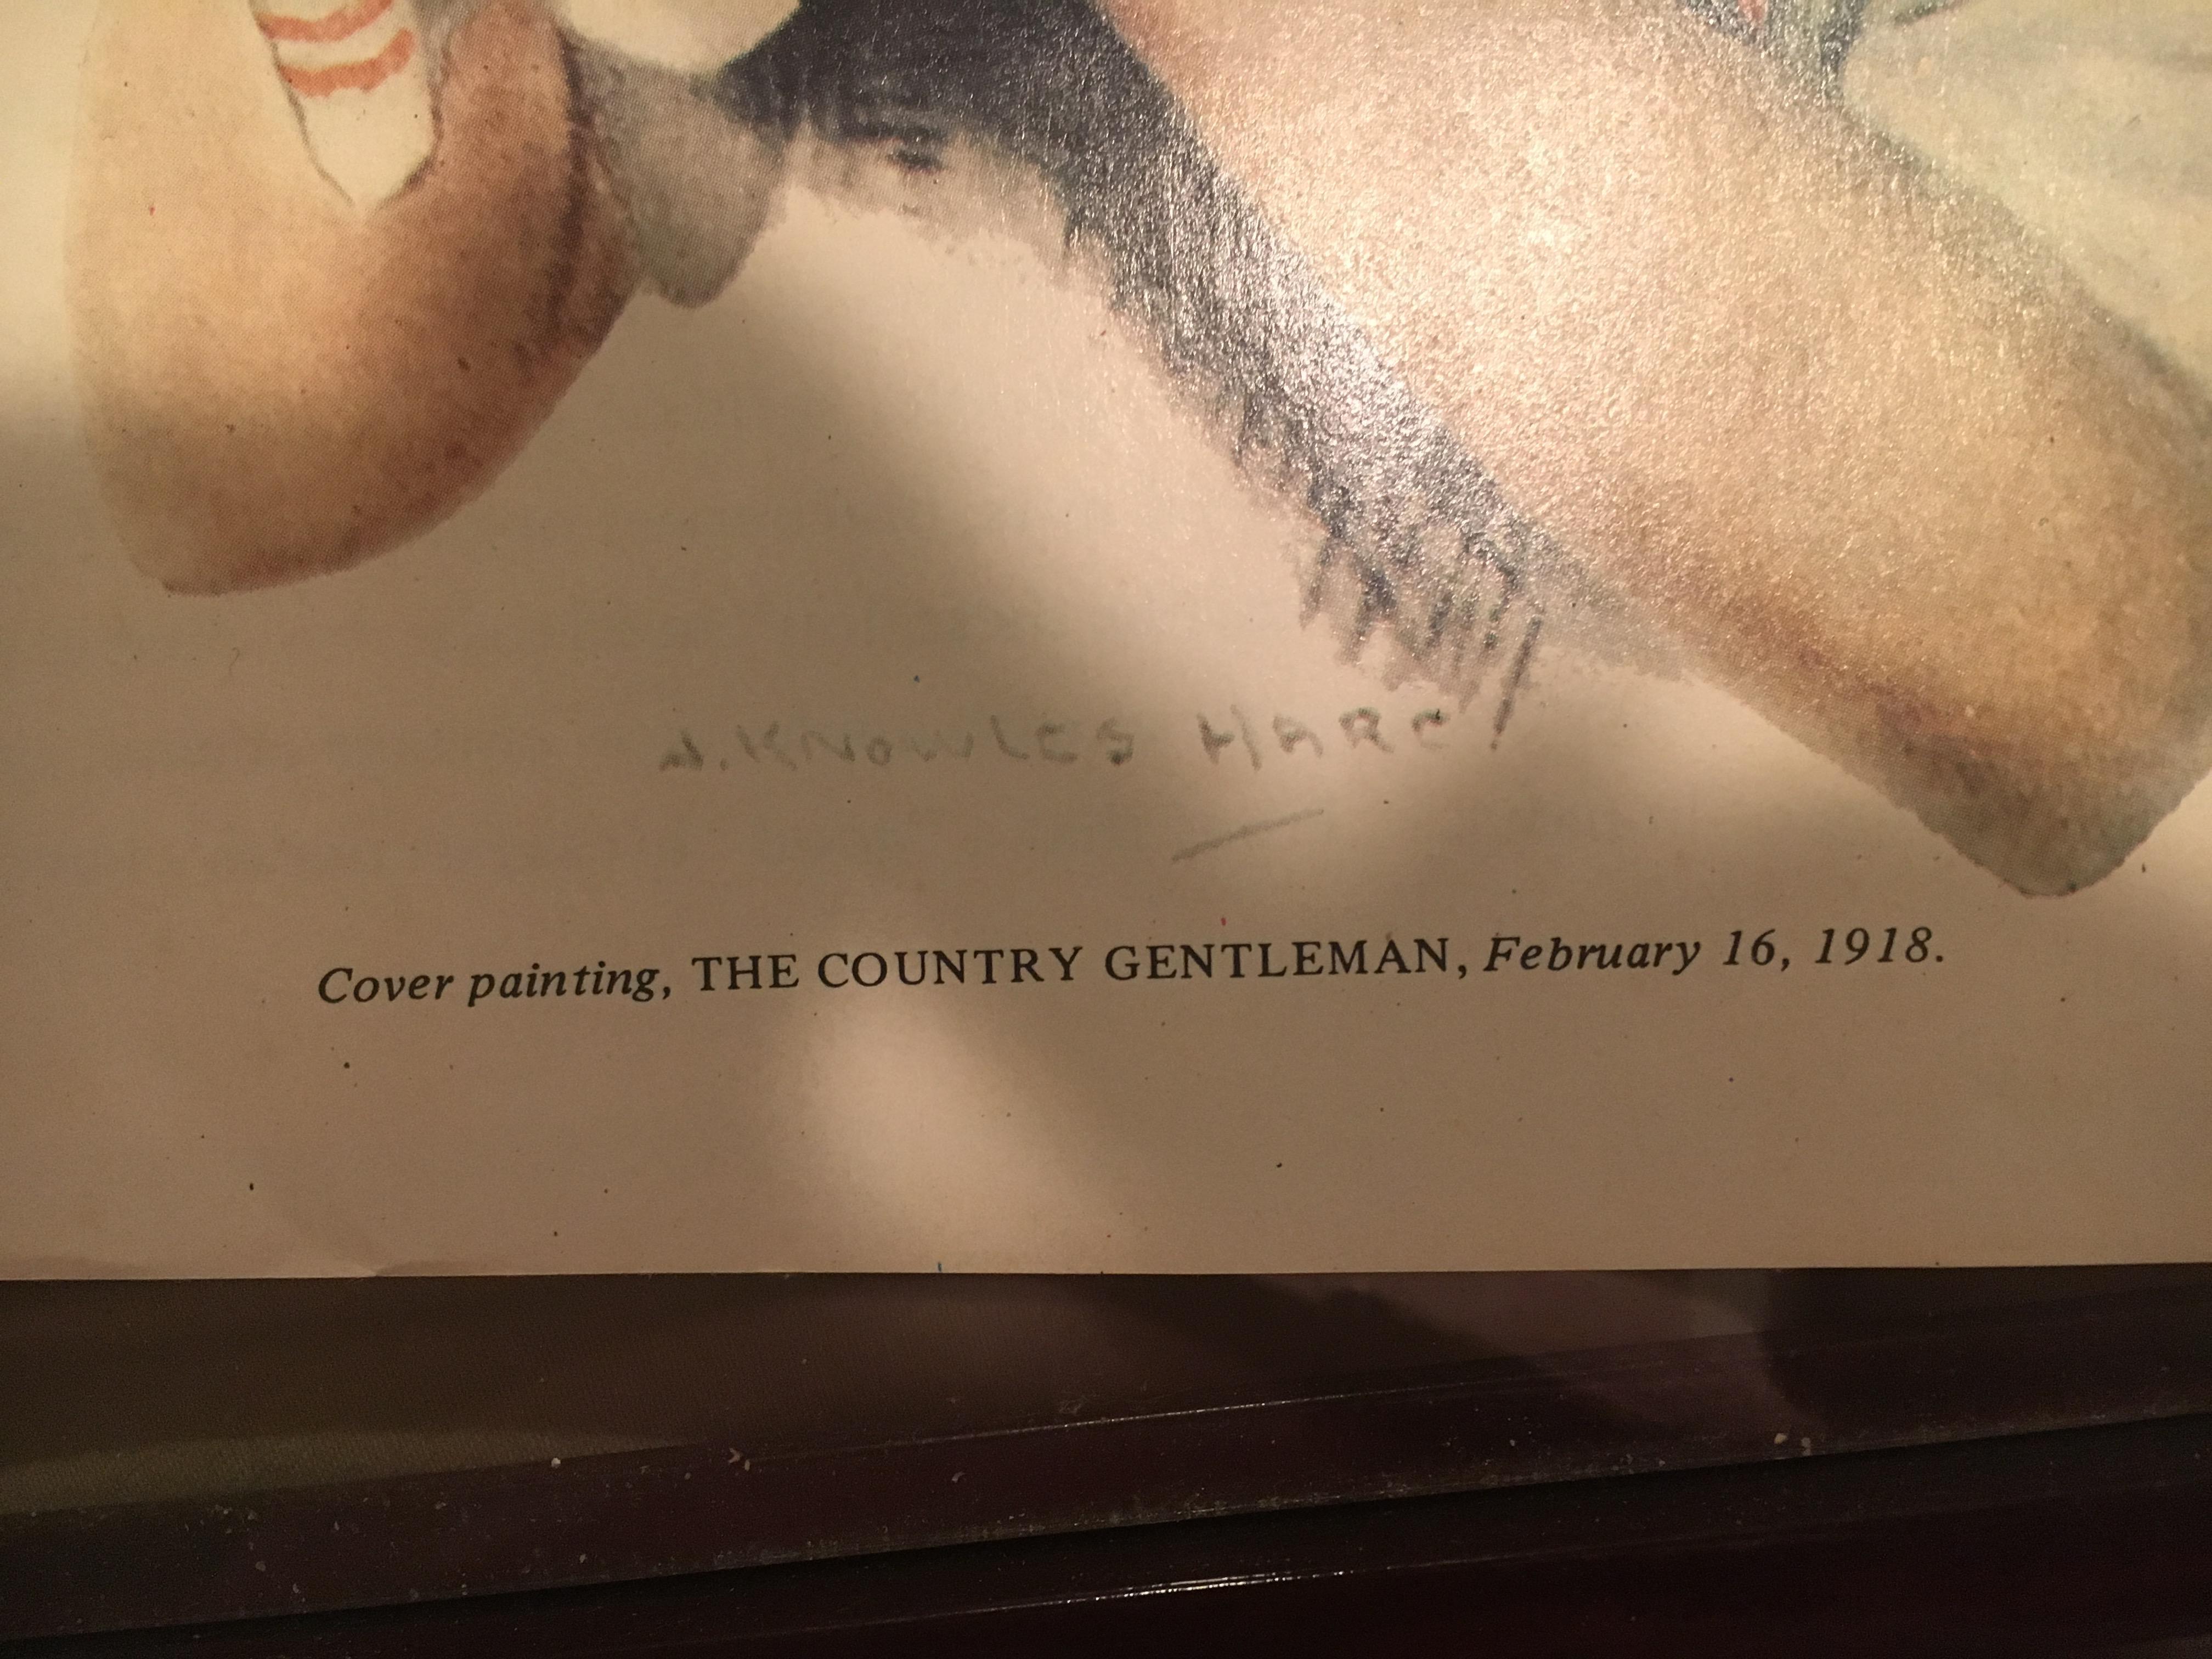 J. KNOWLES HARE
Cover painting, THE COUNTRY GENTLEMAN, February 16, 1918.